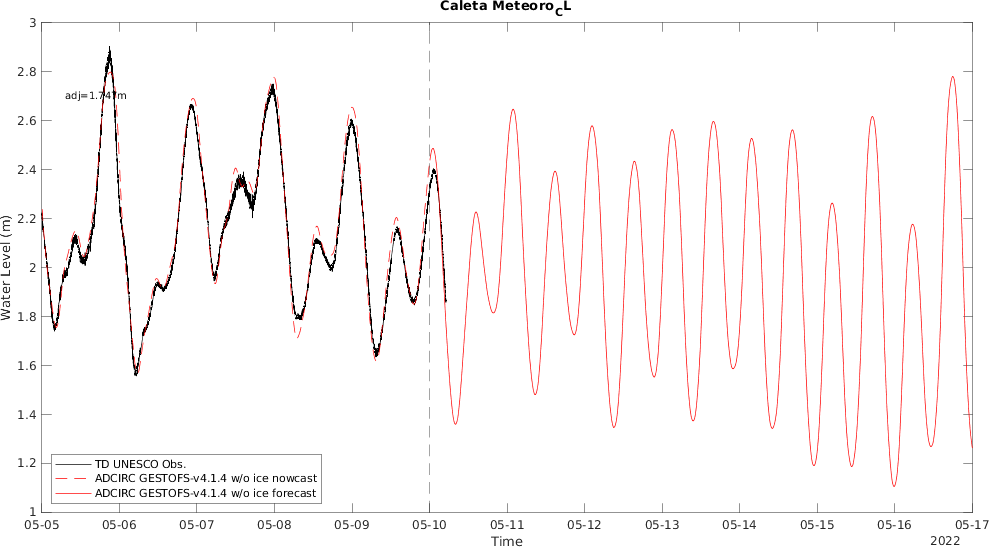 Caleta Meteoro_CL
3
2.8
adj=1.747m
2.6
2.4
2.2
2
1.8
1.6
1.4
1.2
1
Water Level (m)
TD UNESCO Obs.
ADCIRC GESTOFS-v4.1.4 w/o ice nowcast
ADCIRC GESTOFS-v4.1.4 w/o ice forecast
05-05 05-06 05-07 05-08 05-09 05-10 05-11 05-12 05-13 05-14 05-15 05-16 05-17
Time
2022